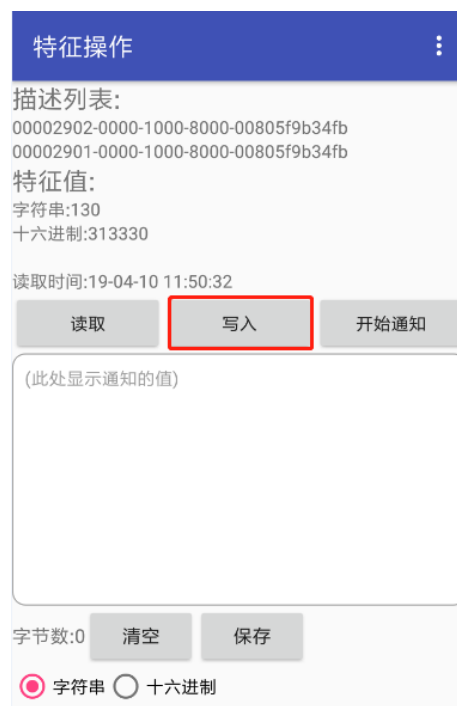 特征操作
描述列表:
00002902-0000-1000-8000-00805f9b34fb
00002901-0000-1000-8000-00805f9b34fb
特征值:
字符串:130
十六进制:313330
读取时间:19-04-10 11:50:32
读取 写入 开始通知
(此处显示通知的值)
字节数:0 清空 保存
字符串 十六进制